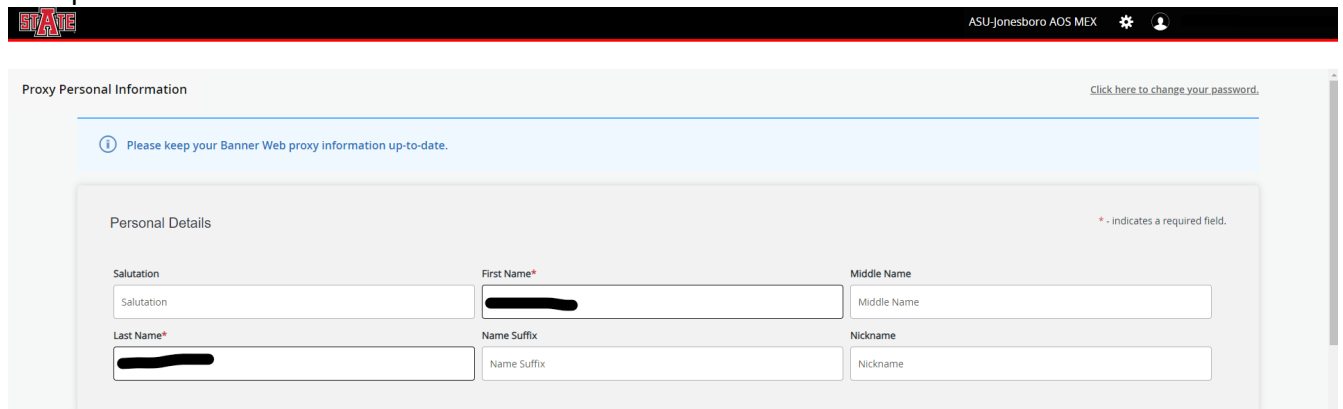 STATE
ASU-Jonesboro AOS MEX
Proxy Personal Information
Click here to change your password.
Please keep your Banner Web proxy information up-to-date.
Personal Details
* - indicates a required field.
Salutation
First Name*
Middle Name
Salutation
Middle Name
Last Name*
Name Suffix
Nickname
Name Suffix
Nickname